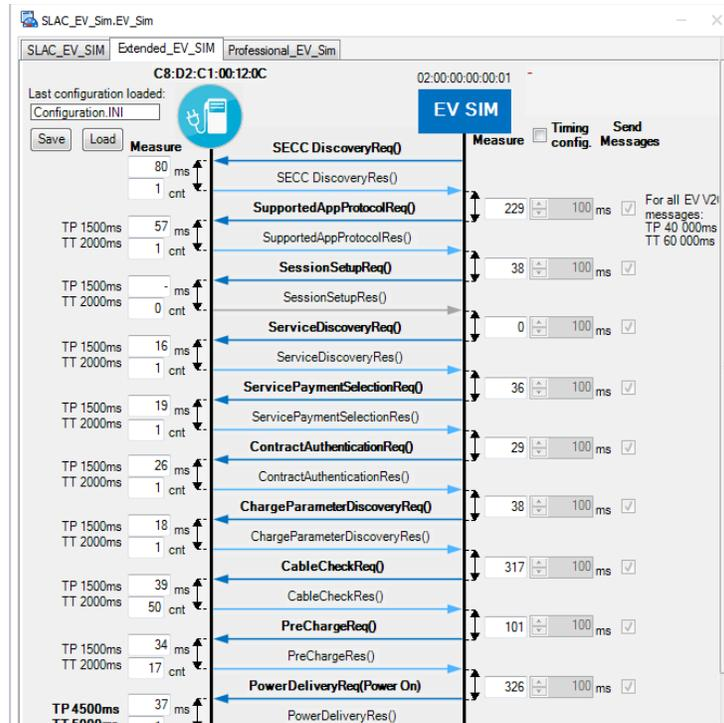 SLAC_EV_Sim.EV_Sim
SLAC_EV_SIM Extended_EV_SIM Professional_EV_Sim
C8:D2:C1:00:12:0C
02:00:00:00:00:01 -
Last configuration loaded:
Configuration.INI
EV SIM
Save Load
Measure
SECC DiscoveryReq()
Measure
Timing config.
Send Messages
80 ms
SECC DiscoveryRes()
1 cnt
SupportedAppProtocolReq()
229 100 ms
For all EV V2
messages:
TP 40 000ms
TT 60 000ms
TP 1500ms 57 ms
TT 2000ms 1 cnt
SupportedAppProtocolRes()
SessionSetupReq()
38 100 ms
TP 1500ms - ms
TT 2000ms 0 cnt
SessionSetupRes()
ServiceDiscoveryReq()
0 100 ms
TP 1500ms 16 ms
TT 2000ms 1 cnt
ServiceDiscoveryRes()
ServicePaymentSelectionReq()
36 100 ms
TP 1500ms 19 ms
TT 2000ms 1 cnt
ServicePaymentSelectionRes()
ContractAuthenticationReq()
29 100 ms
TP 1500ms 26 ms
TT 2000ms 1 cnt
ContractAuthenticationRes()
ChargeParameterDiscoveryReq()
38 100 ms
TP 1500ms 18 ms
TT 2000ms 1 cnt
ChargeParameterDiscoveryRes()
CableCheckReq()
317 100 ms
TP 1500ms 39 ms
TT 2000ms 50 cnt
CableCheckRes()
PreChargeReq()
101 100 ms
TP 1500ms 34 ms
TT 2000ms 17 cnt
PreChargeRes()
PowerDeliveryReq(Power On)
326 100 ms
TP 4500ms 37 ms
PowerDeliveryRes()